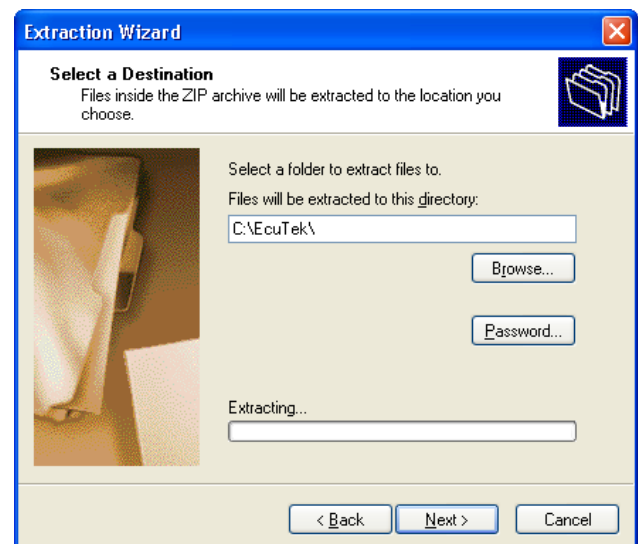 Extraction Wizard
Select a Destination
Files inside the ZIP archive will be extracted to the location you
choose.
Select a folder to extract files to.
Files will be extracted to this directory:
C:\EcuTek\
Browse...
Password...
Extracting...
< Back
Next >
Cancel